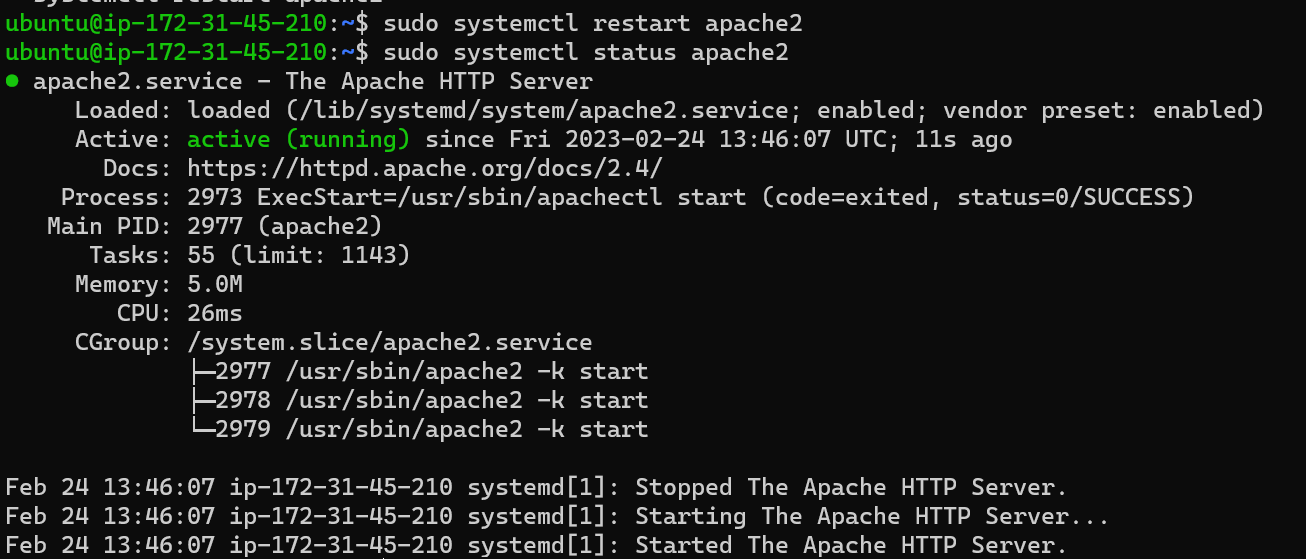 systemctl restart apache2
ubuntu@ip-172-31-45-210:~$ sudo systemctl restart apache2
ubuntu@ip-172-31-45-210:~$ sudo systemctl status apache2
● apache2.service - The Apache HTTP Server
Loaded: loaded (/lib/systemd/system/apache2.service; enabled; vendor preset: enabled)
Active: active (running) since Fri 2023-02-24 13:46:07 UTC; 11s ago
Docs: https://httpd.apache.org/docs/2.4/
Process: 2973 ExecStart=/usr/sbin/apachectl start (code=exited, status=0/SUCCESS)
Main PID: 2977 (apache2)
Tasks: 55 (limit: 1143)
Memory: 5.0M
CPU: 26ms
CGroup: /system.slice/apache2.service
├─2977 /usr/sbin/apache2 -k start
├─2978 /usr/sbin/apache2 -k start
└─2979 /usr/sbin/apache2 -k start
Feb 24 13:46:07 ip-172-31-45-210 systemd[1]: Stopped The Apache HTTP Server.
Feb 24 13:46:07 ip-172-31-45-210 systemd[1]: Starting The Apache HTTP Server...
Feb 24 13:46:07 ip-172-31-45-210 systemd[1]: Started The Apache HTTP Server.